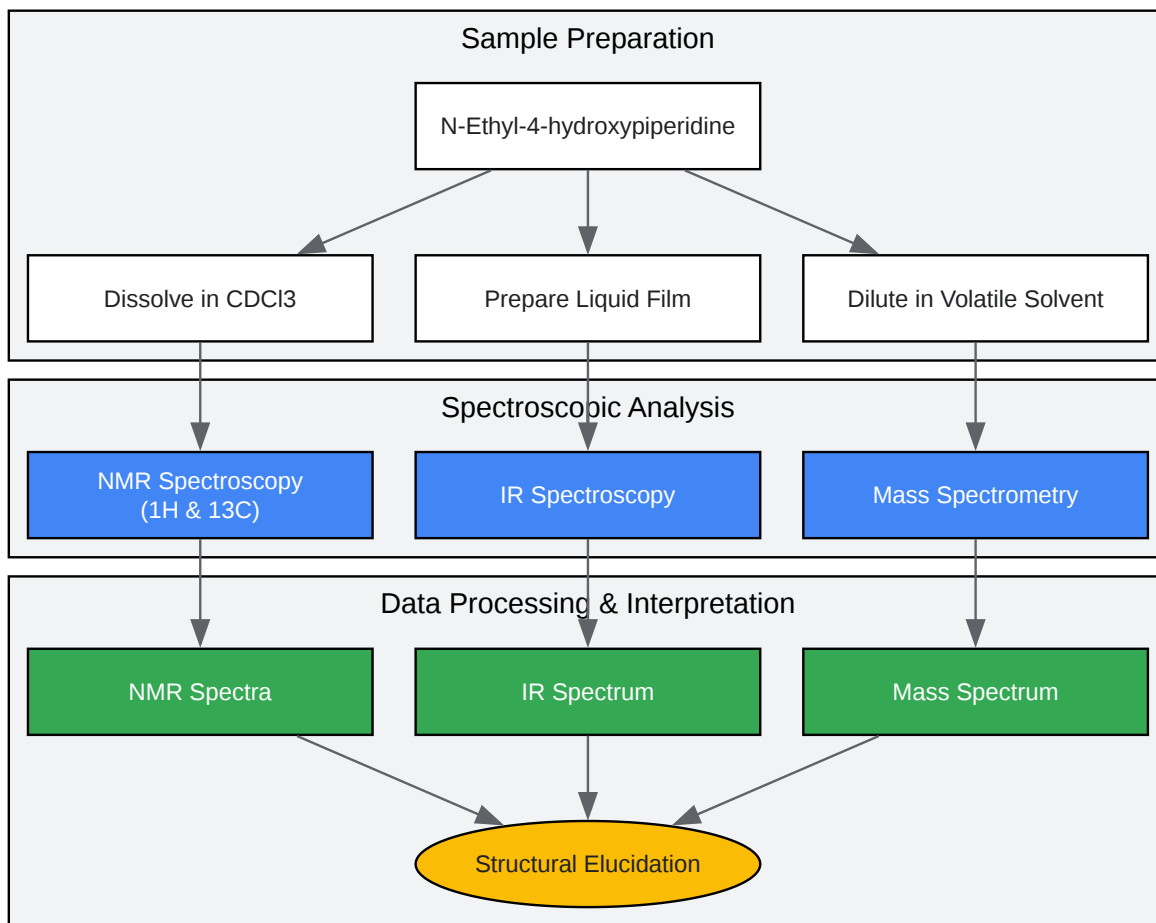 Sample Preparation
N-Ethyl-4-hydroxypiperidine
Dissolve in CDCl3
Prepare Liquid Film
Dilute in Volatile Solvent
Spectroscopic Analysis
NMR Spectroscopy
(1H & 13C)
IR Spectroscopy
Mass Spectrometry
Data Processing & Interpretation
NMR Spectra
IR Spectrum
Mass Spectrum
Structural Elucidation